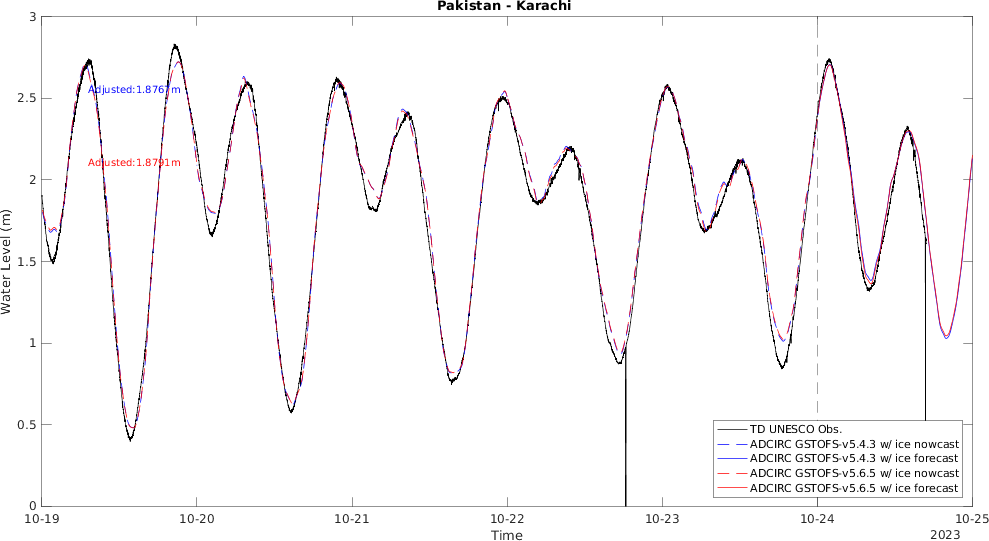 Pakistan - Karachi
3
2.5
2
1.5
1
0.5
0
Water Level (m)
Adjusted:1.8767m
Adjusted:1.8791m
TD UNESCO Obs.
ADCIRC GSTOFS-v5.4.3 w/ ice nowcast
ADCIRC GSTOFS-v5.4.3 w/ ice forecast
ADCIRC GSTOFS-v5.6.5 w/ ice nowcast
ADCIRC GSTOFS-v5.6.5 w/ ice forecast
10-19 10-20 10-21 10-22 10-23 10-24 10-25
Time
2023